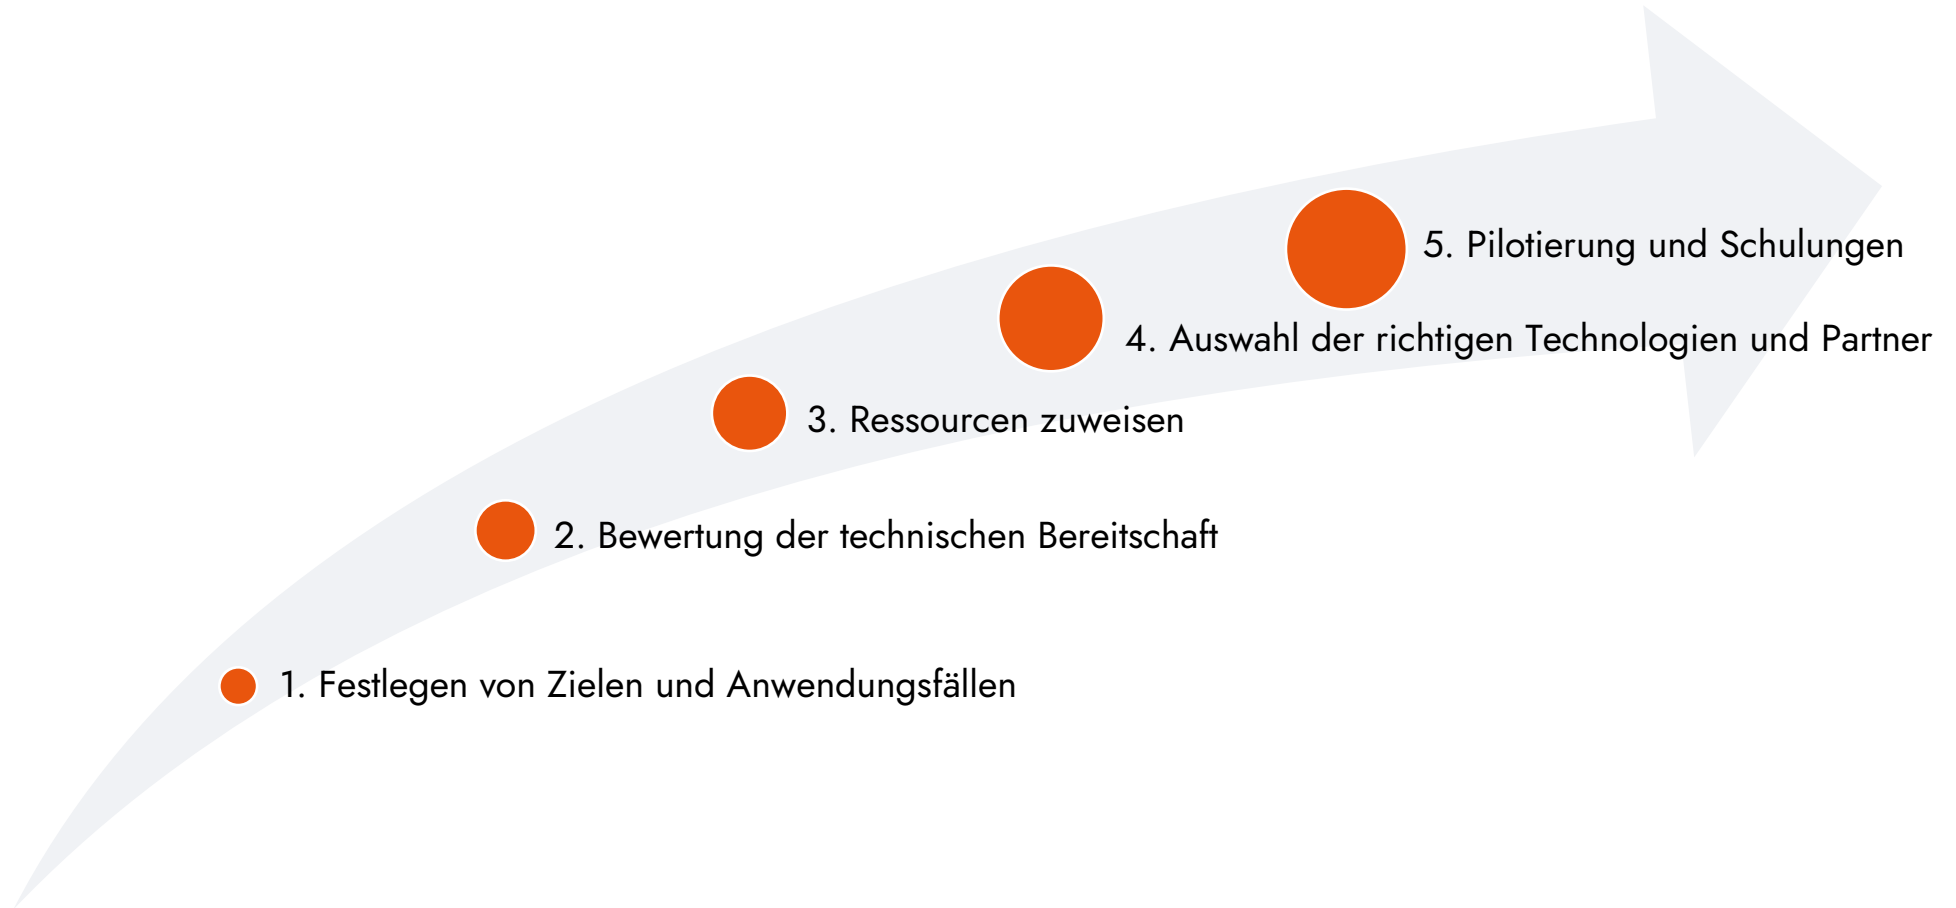 5. Pilotierung und Schulungen
4. Auswahl der richtigen Technologien und Partner
3. Ressourcen zuweisen
2. Bewertung der technischen Bereitschaft
1. Festlegen von Zielen und Anwendungsfällen